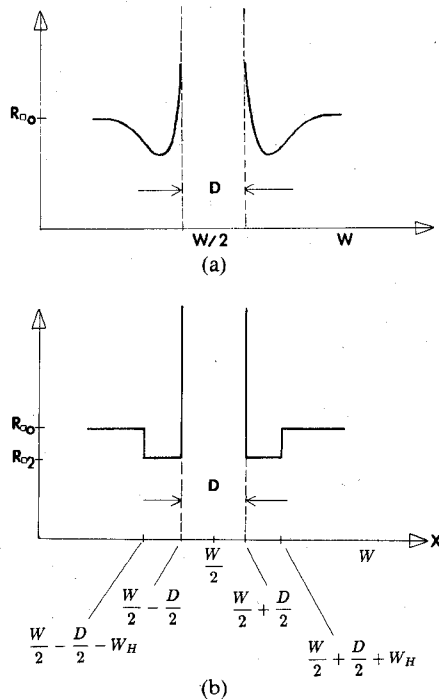 R□0
D
W/2 W
(a)
R□0
R□2
D
X
W/2 W
W/2 - D/2 W/2 + D/2
W/2 - D/2 - W_H W/2 + D/2 + W_H
(b)